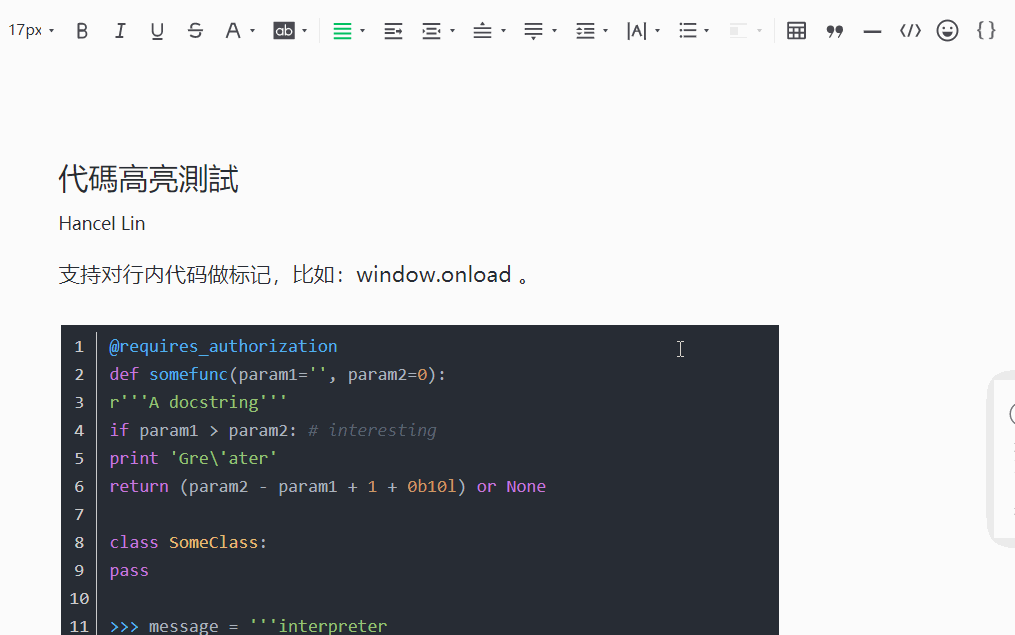 17px B I U S A ab |A| </> { }
代碼高亮測試
Hancel Lin
支持对行内代码做标记，比如：window.onload 。
1 @requires_authorization
2 def somefunc(param1='', param2=0):
3 r'''A docstring'''
4 if param1 > param2: # interesting
5 print 'Gre\'ater'
6 return (param2 - param1 + 1 + 0b10l) or None
7
8 class SomeClass:
9 pass
10
11 >>> message = '''interpreter